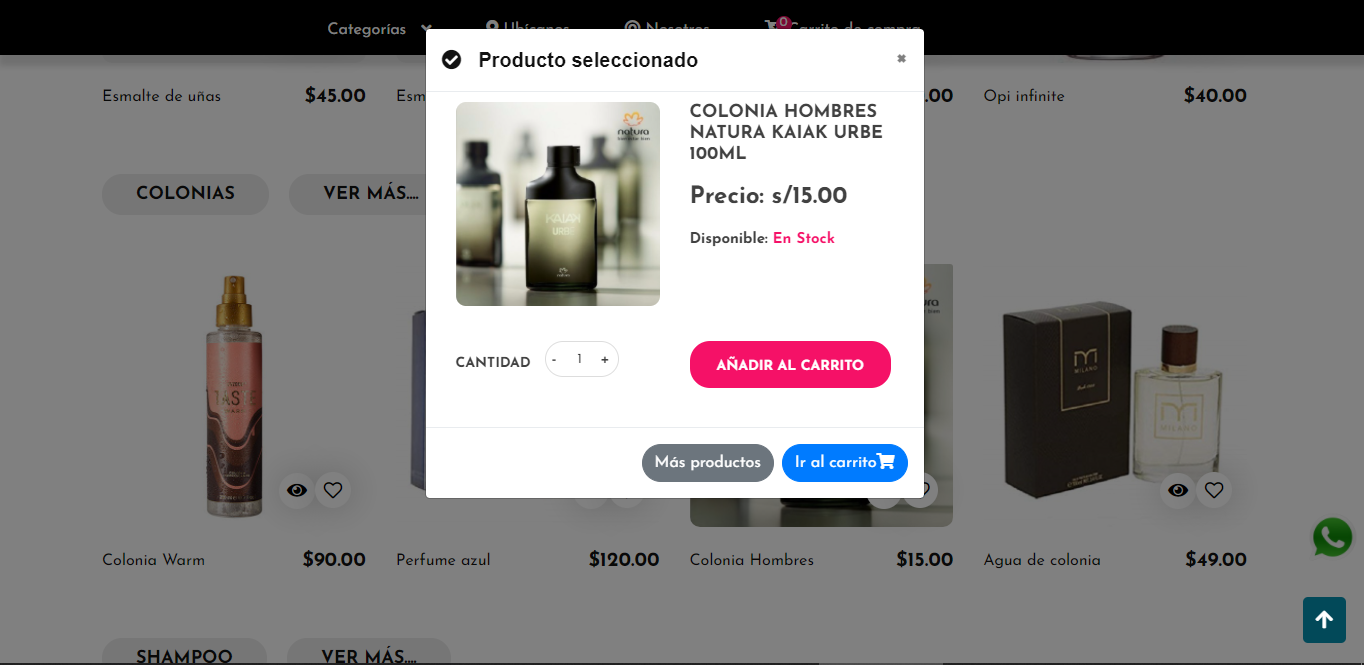 Categorías
Ubícanos
Nosotros
0
Carrito de compra
Producto seleccionado
Esmalte de uñas
$45.00
Esm
.00
Opi infinite
$40.00
natura
COLONIA HOMBRES
NATURA KAIAK URBE
100ML
Precio: s/15.00
Disponible: En Stock
KAIAK
URBE
natura
COLONIAS
VER MÁS....
CANTIDAD
- 1 +
AÑADIR AL CARRITO
Más productos
Ir al carrito
TASTE
MILANO
MILANO
Colonia Warm
$90.00
Perfume azul
$120.00
Colonia Hombres
$15.00
Agua de colonia
$49.00
SHAMPOO
VER MÁS....